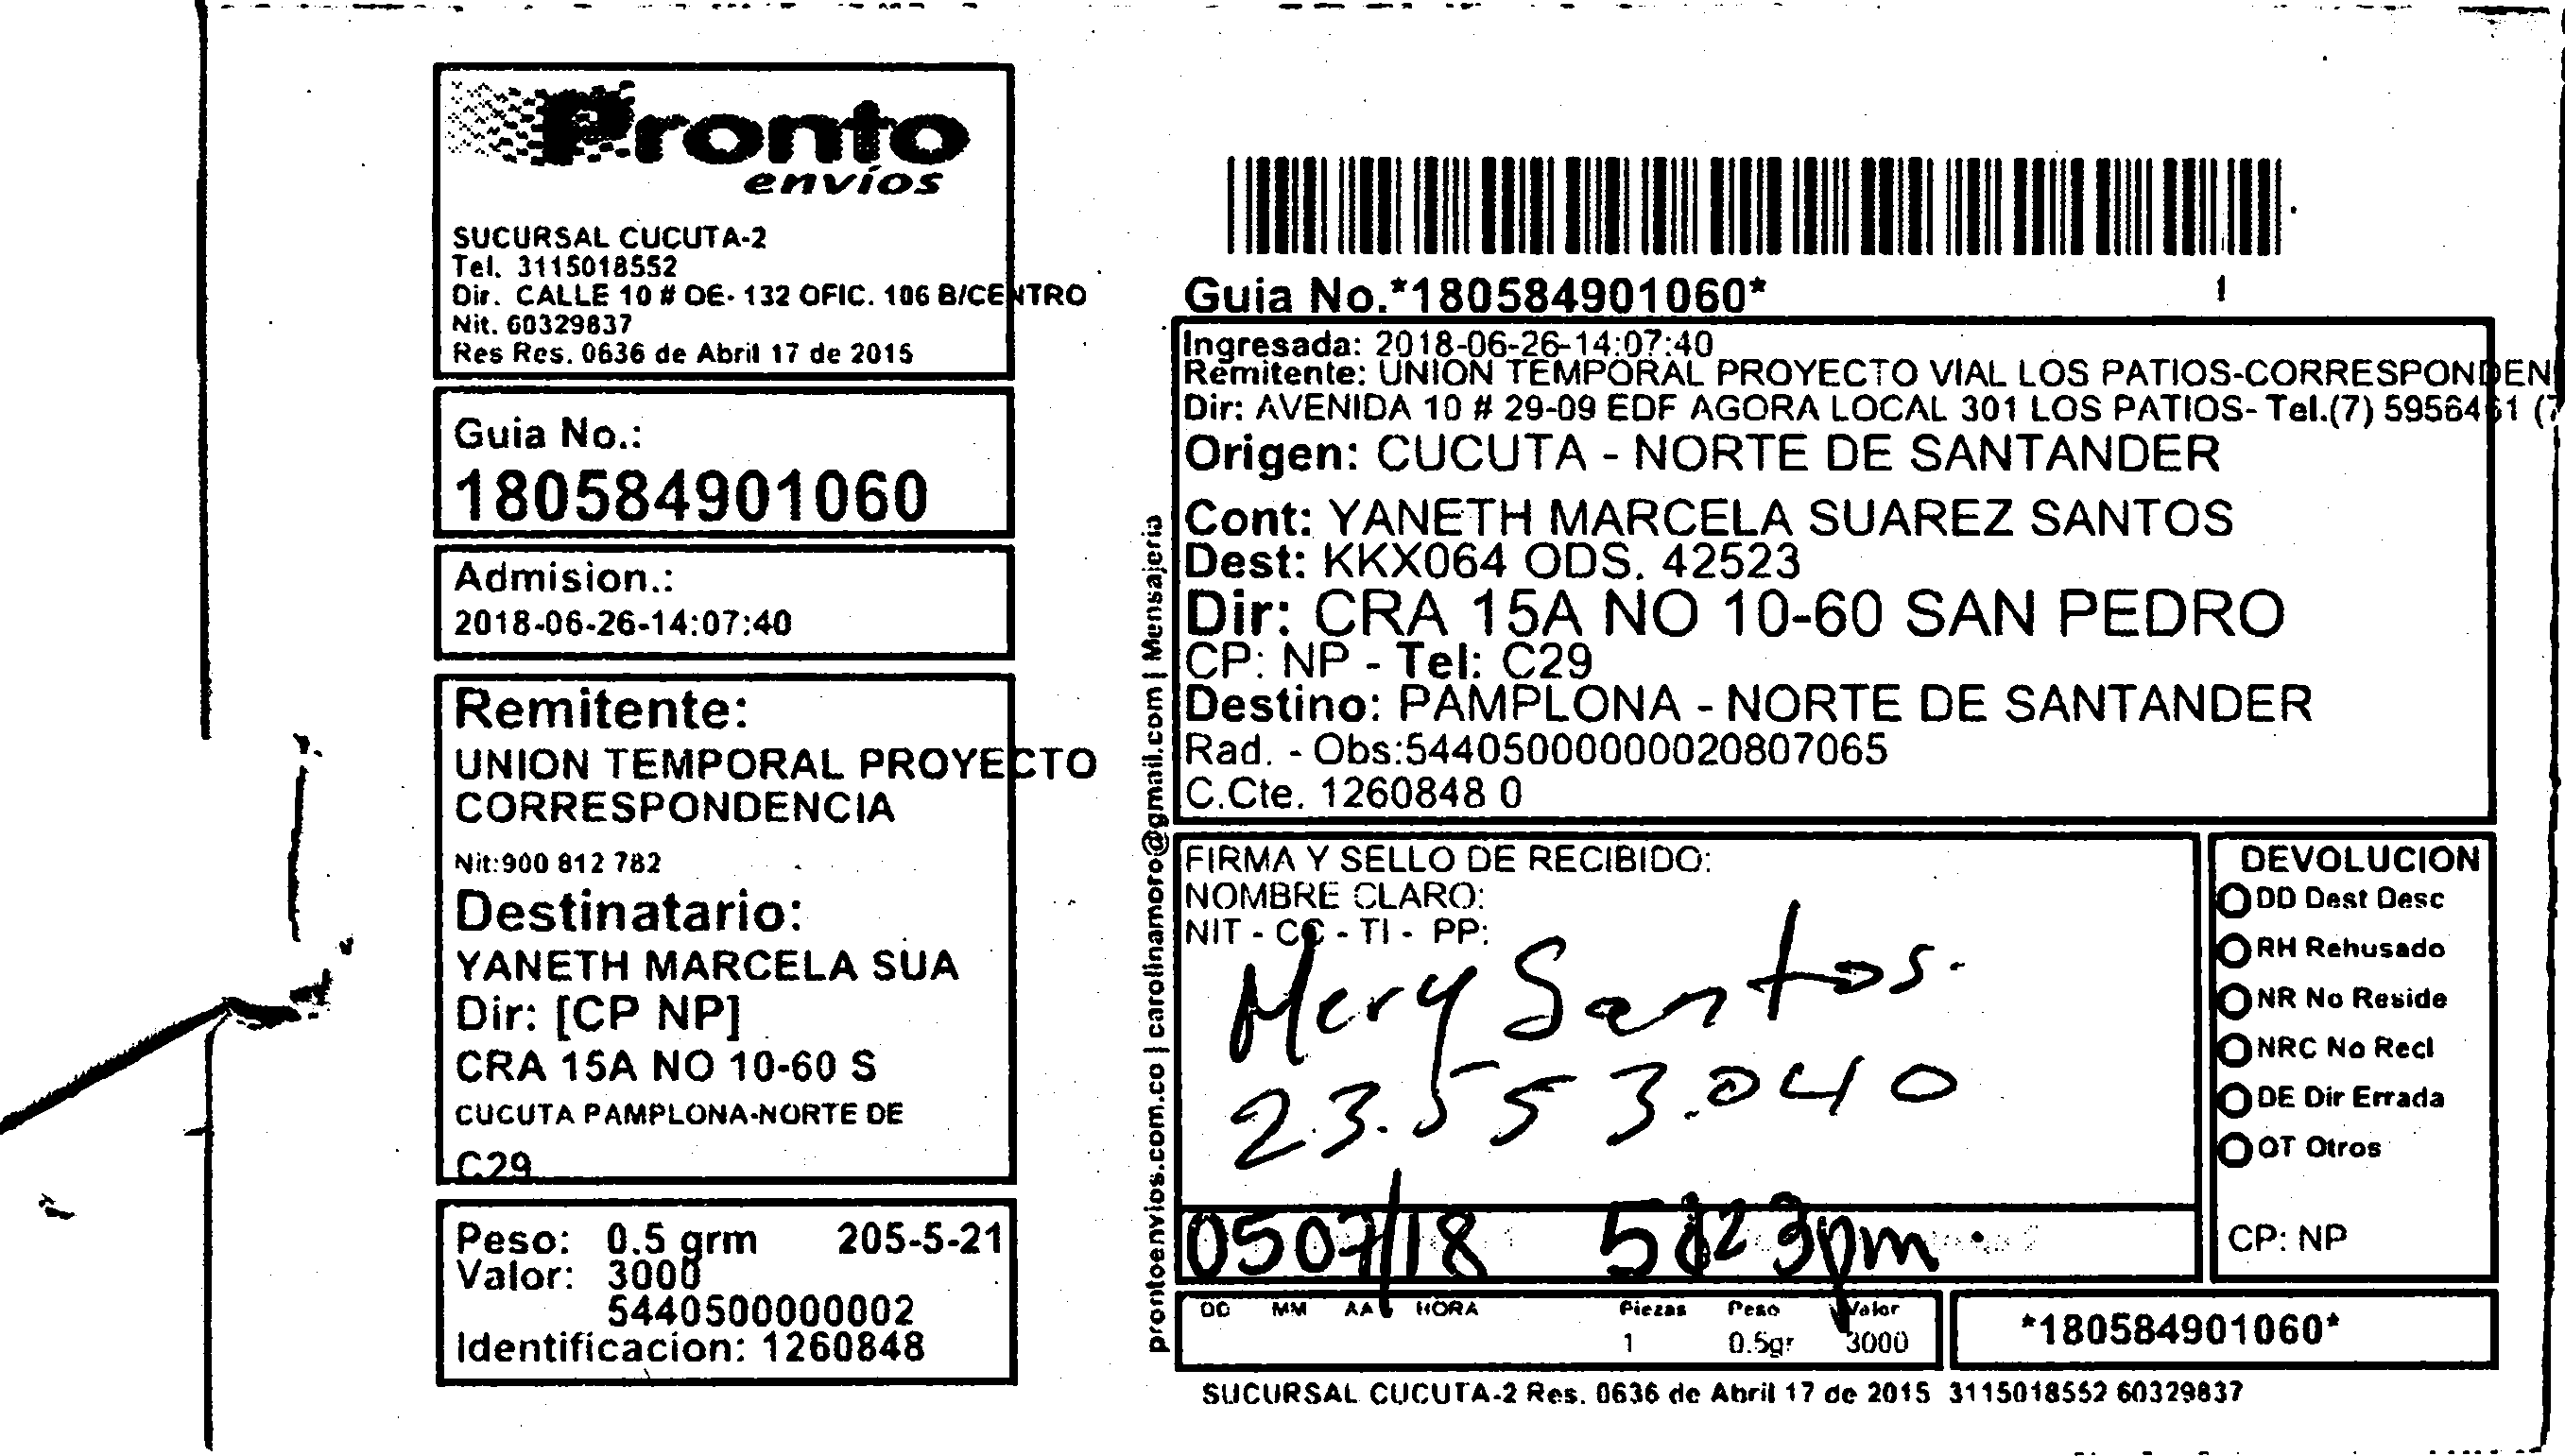 Pronto
envíos
SUCURSAL CUCUTA-2
Tel. 3115018552
Dir. CALLE 10 # OE- 132 OFIC. 106 B/CENTRO
Nit. 60329837
Res Res. 0636 de Abril 17 de 2015
Guia No.:
180584901060
Admision.:
2018-06-26-14:07:40
Remitente:
UNION TEMPORAL PROYECTO
CORRESPONDENCIA
Nit:900 812 782
Destinatario:
YANETH MARCELA SUA
Dir: [CP NP]
CRA 15A NO 10-60 S
CUCUTA PAMPLONA-NORTE DE
C29
Peso: 0.5 grm 205-5-21
Valor: 3000
5440500000002
Identificacion: 1260848
prontoenvios.com.co | carolinamoro@gmail.com | Mensajeria
Guia No.*180584901060*
1
Ingresada: 2018-06-26-14:07:40
Remitente: UNION TEMPORAL PROYECTO VIAL LOS PATIOS-CORRESPONDEN
Dir: AVENIDA 10 # 29-09 EDF AGORA LOCAL 301 LOS PATIOS- Tel.(7) 5956461 (7
Origen: CUCUTA - NORTE DE SANTANDER
Cont: YANETH MARCELA SUAREZ SANTOS
Dest: KKX064 ODS. 42523
Dir: CRA 15A NO 10-60 SAN PEDRO
CP: NP - Tel: C29
Destino: PAMPLONA - NORTE DE SANTANDER
Rad. - Obs:544050000000020807065
C.Cte. 1260848 0
FIRMA Y SELLO DE RECIBIDO:
NOMBRE CLARO:
NIT - CC - TI - PP:
Mery Santos.
23.553.040
0507/18 5:23pm
DD MM AA HORA Piezas Peso Valor
1 0.5gr 3000
DEVOLUCION
DD Dest Desc
RH Rehusado
NR No Reside
NRC No Recl
DE Dir Errada
OT Otros
CP: NP
*180584901060*
SUCURSAL CUCUTA-2 Res. 0636 de Abril 17 de 2015 3115018552 60329837